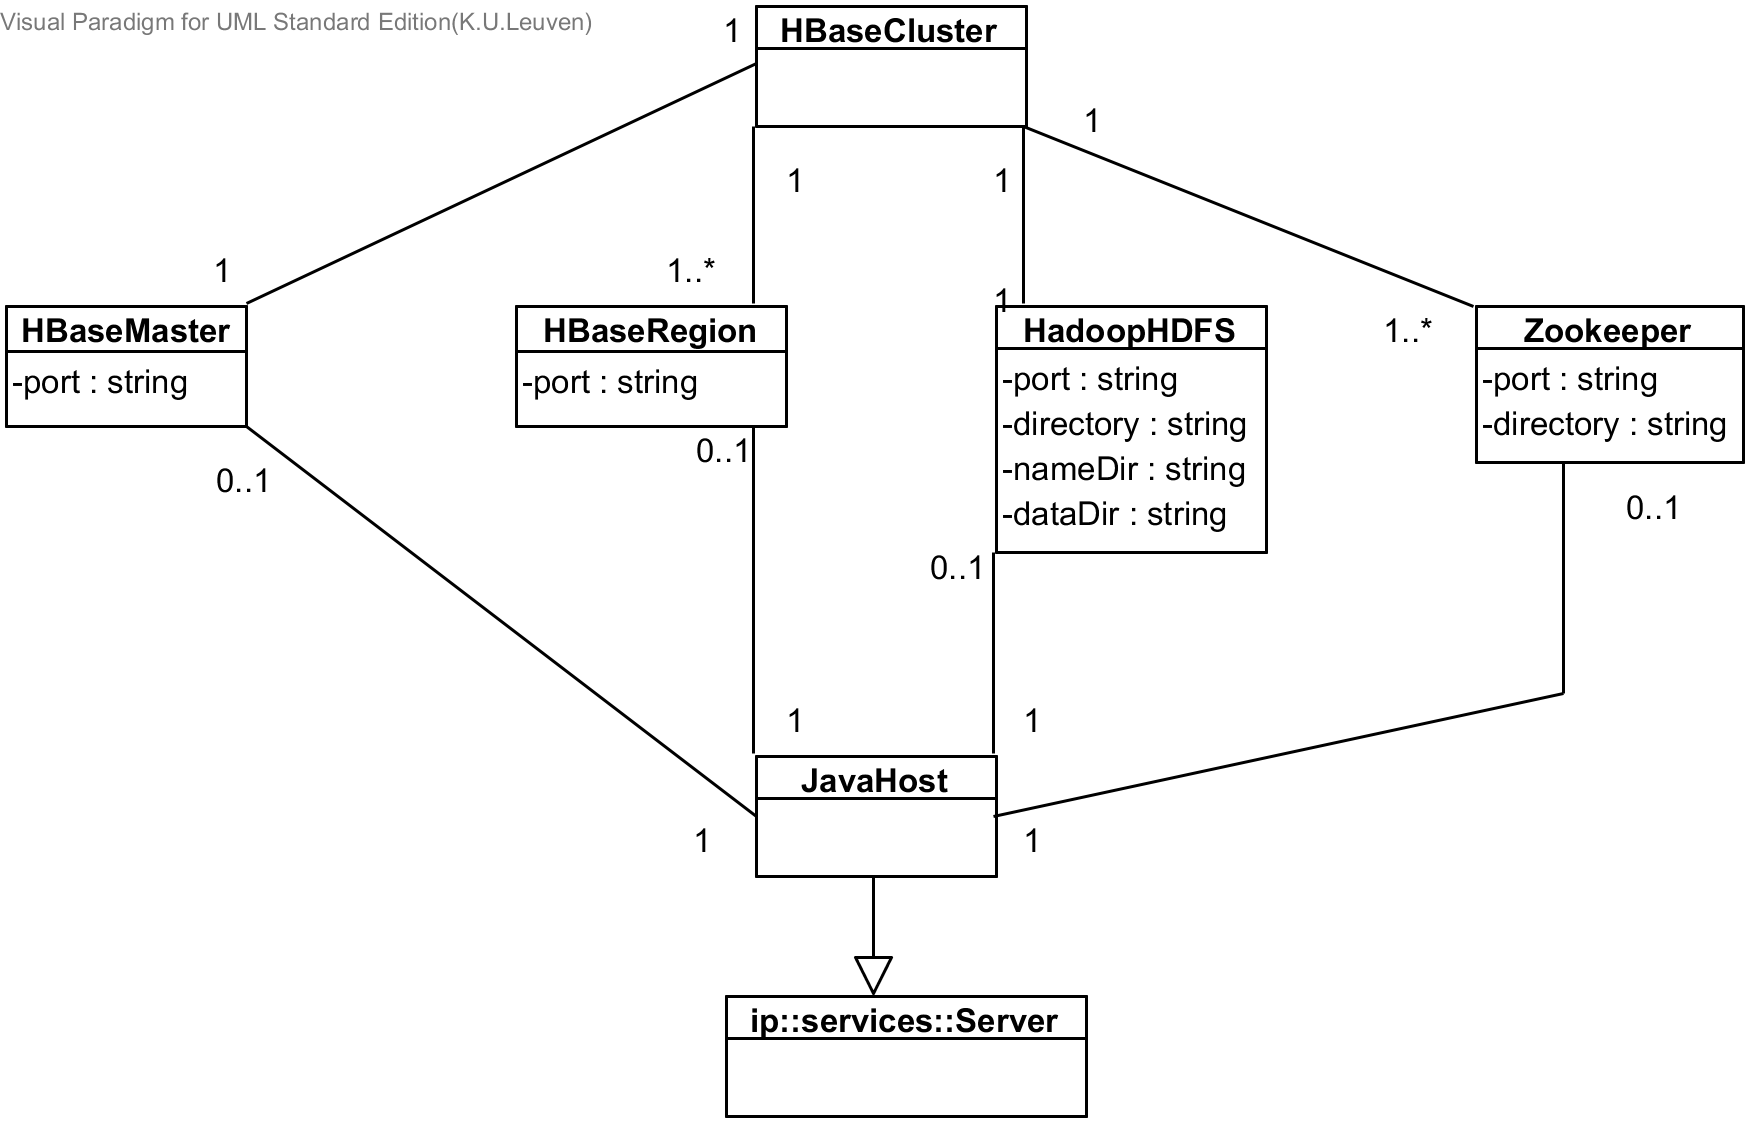 Visual Paradigm for UML Standard Edition(K.U.Leuven)
1
HBaseCluster
1
1
1
1
1..*
1
HBaseMaster
-port : string
HBaseRegion
-port : string
HadoopHDFS
-port : string
-directory : string
-nameDir : string
-dataDir : string
1..*
Zookeeper
-port : string
-directory : string
0..1
0..1
0..1
0..1
1
1
JavaHost
1
1
ip::services::Server